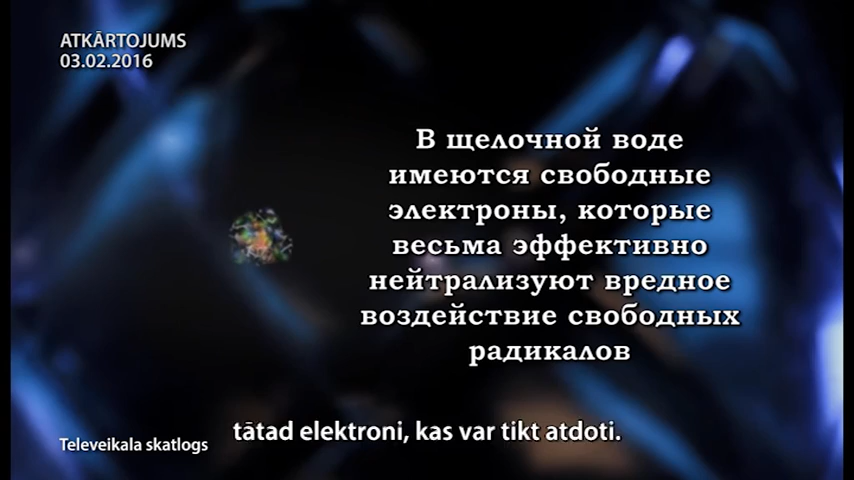 ATKĀRTOJUMS
03.02.2016
В щелочной воде
имеются свободные
электроны, которые
весьма эффективно
нейтрализуют вредное
воздействие свободных
радикалов
tātad elektroni, kas var tikt atdoti.
Televeikala skatlogs